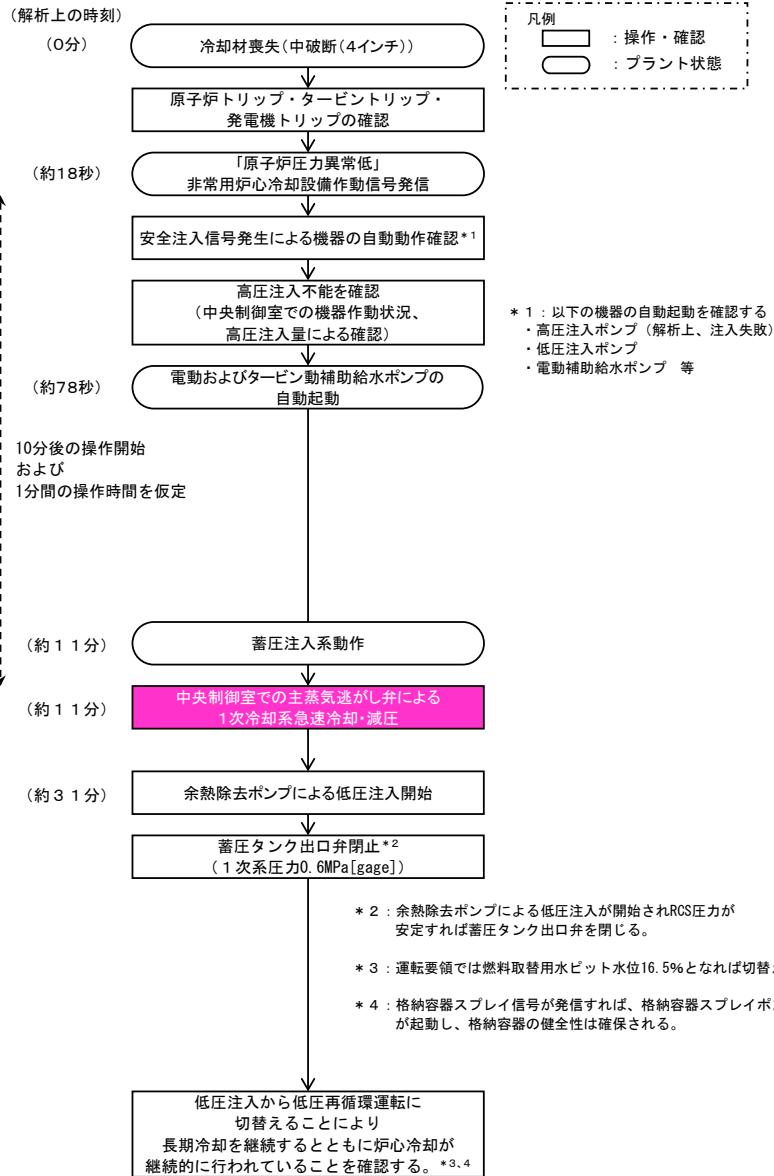 （解析上の時刻）
（0分）
冷却材喪失（中破断（4インチ））
凡例
：操作・確認
：プラント状態
原子炉トリップ・タービントリップ・
発電機トリップの確認
（約18秒）
「原子炉圧力異常低」
非常用炉心冷却設備作動信号発信
安全注入信号発生による機器の自動動作確認*1
高圧注入不能を確認
（中央制御室での機器作動状況、
高圧注入量による確認）
＊１：以下の機器の自動起動を確認する
・高圧注入ポンプ（解析上、注入失敗）
・低圧注入ポンプ
・電動補助給水ポンプ　等
（約78秒）
電動およびタービン動補助給水ポンプの
自動起動
10分後の操作開始
および
1分間の操作時間を仮定
（約１１分）
蓄圧注入系動作
（約１１分）
中央制御室での主蒸気逃がし弁による
１次冷却系急速冷却・減圧
（約３１分）
余熱除去ポンプによる低圧注入開始
蓄圧タンク出口弁閉止*2
（１次系圧力0.6MPa[gage]）
＊２：余熱除去ポンプによる低圧注入が開始されRCS圧力が
安定すれば蓄圧タンク出口弁を閉じる。
＊３：運転要領では燃料取替用水ピット水位16.5%となれば切替
＊４：格納容器スプレイ信号が発信すれば、格納容器スプレイポ
が起動し、格納容器の健全性は確保される。
低圧注入から低圧再循環運転に
切替えることにより
長期冷却を継続するとともに炉心冷却が
継続的に行われていることを確認する。*3,4